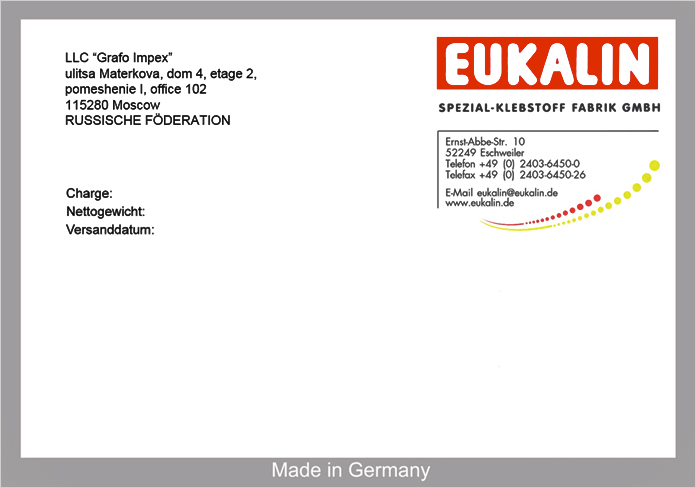 LLC “Grafo Impex”
ulitsa Materkova, dom 4, etage 2,
pomeshenie I, office 102
115280 Moscow
RUSSISCHE FÖDERATION
Charge:
Nettogewicht:
Versanddatum:
EUKALIN
SPEZIAL-KLEBSTOFF FABRIK GMBH
Ernst-Abbe-Str. 10
52249 Eschweiler
Telefon +49 (0) 2403-6450-0
Telefax +49 (0) 2403-6450-26
E-Mail eukalin@eukalin.de
www.eukalin.de
Made in Germany